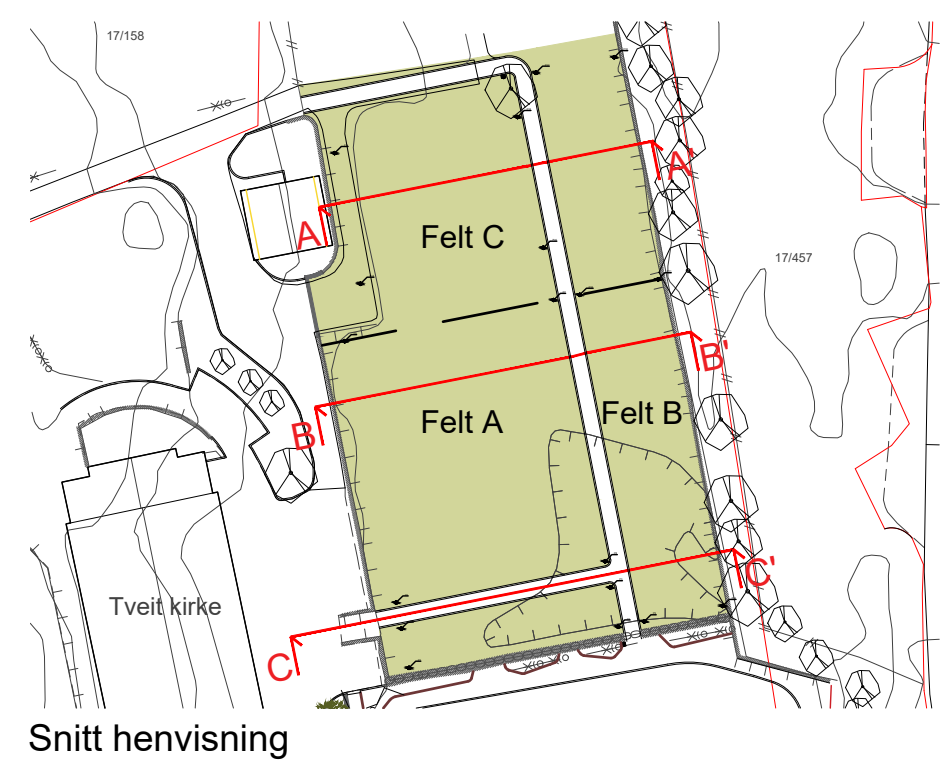 17/158
A
A'
Felt C
17/457
B'
Felt A
Felt B
B
C'
Tveit kirke
C
Snitt henvisning